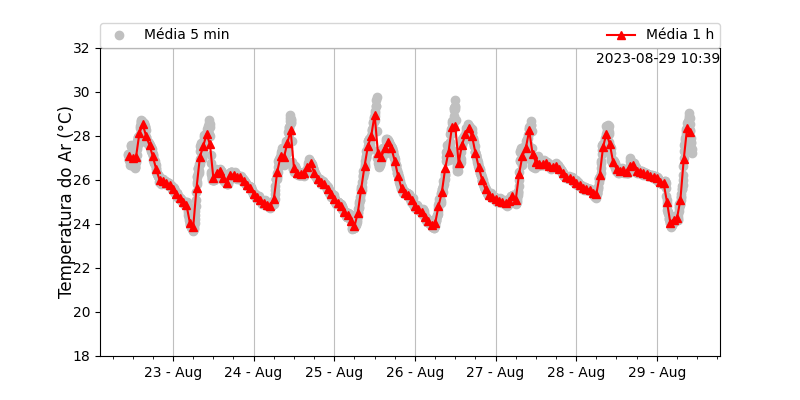 Média 5 min
Média 1 h
2023-08-29 10:39
Temperatura do Ar (°C)
32
30
28
26
24
22
20
18
23 - Aug
24 - Aug
25 - Aug
26 - Aug
27 - Aug
28 - Aug
29 - Aug